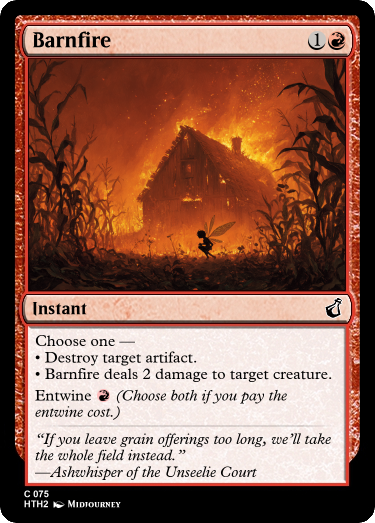 Barnfire 1
Instant
Choose one —
• Destroy target artifact.
• Barnfire deals 2 damage to target creature.
Entwine (Choose both if you pay the
entwine cost.)
“If you leave grain offerings too long, we’ll take
the whole field instead.”
—Ashwhisper of the Unseelie Court
C 075
HTH2 Midjourney